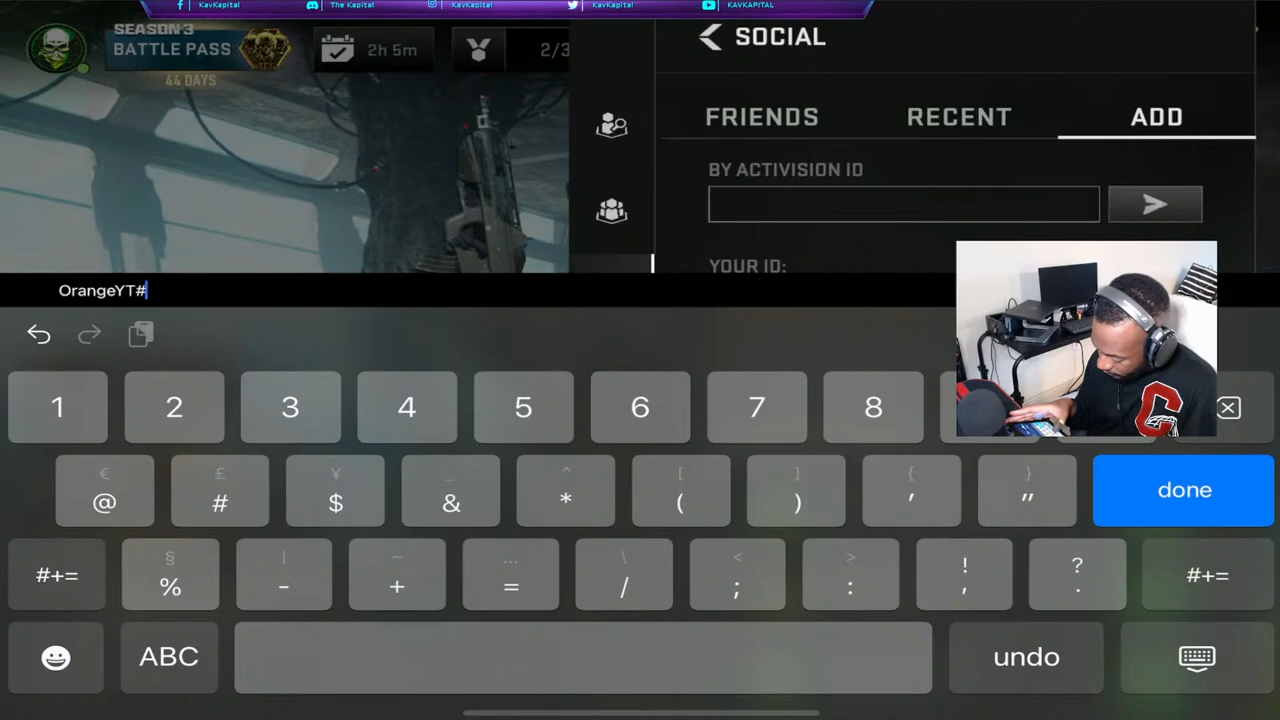 KavKapital The Kapital KavKapital KavKapital KAVKAPITAL
SEASON 3
BATTLE PASS
44 DAYS
2h 5m
2/3
SOCIAL
FRIENDS RECENT ADD
BY ACTIVISION ID
YOUR ID:
OrangeYT#
1 2 3 4 5 6 7 8
€ £ ¥ _ ^ [ ] { }
@ # $ & * ( ) ' "
done
§ | ~ … \ < > ! ?
#+= % - + = / ; : , . #+=
ABC undo
C